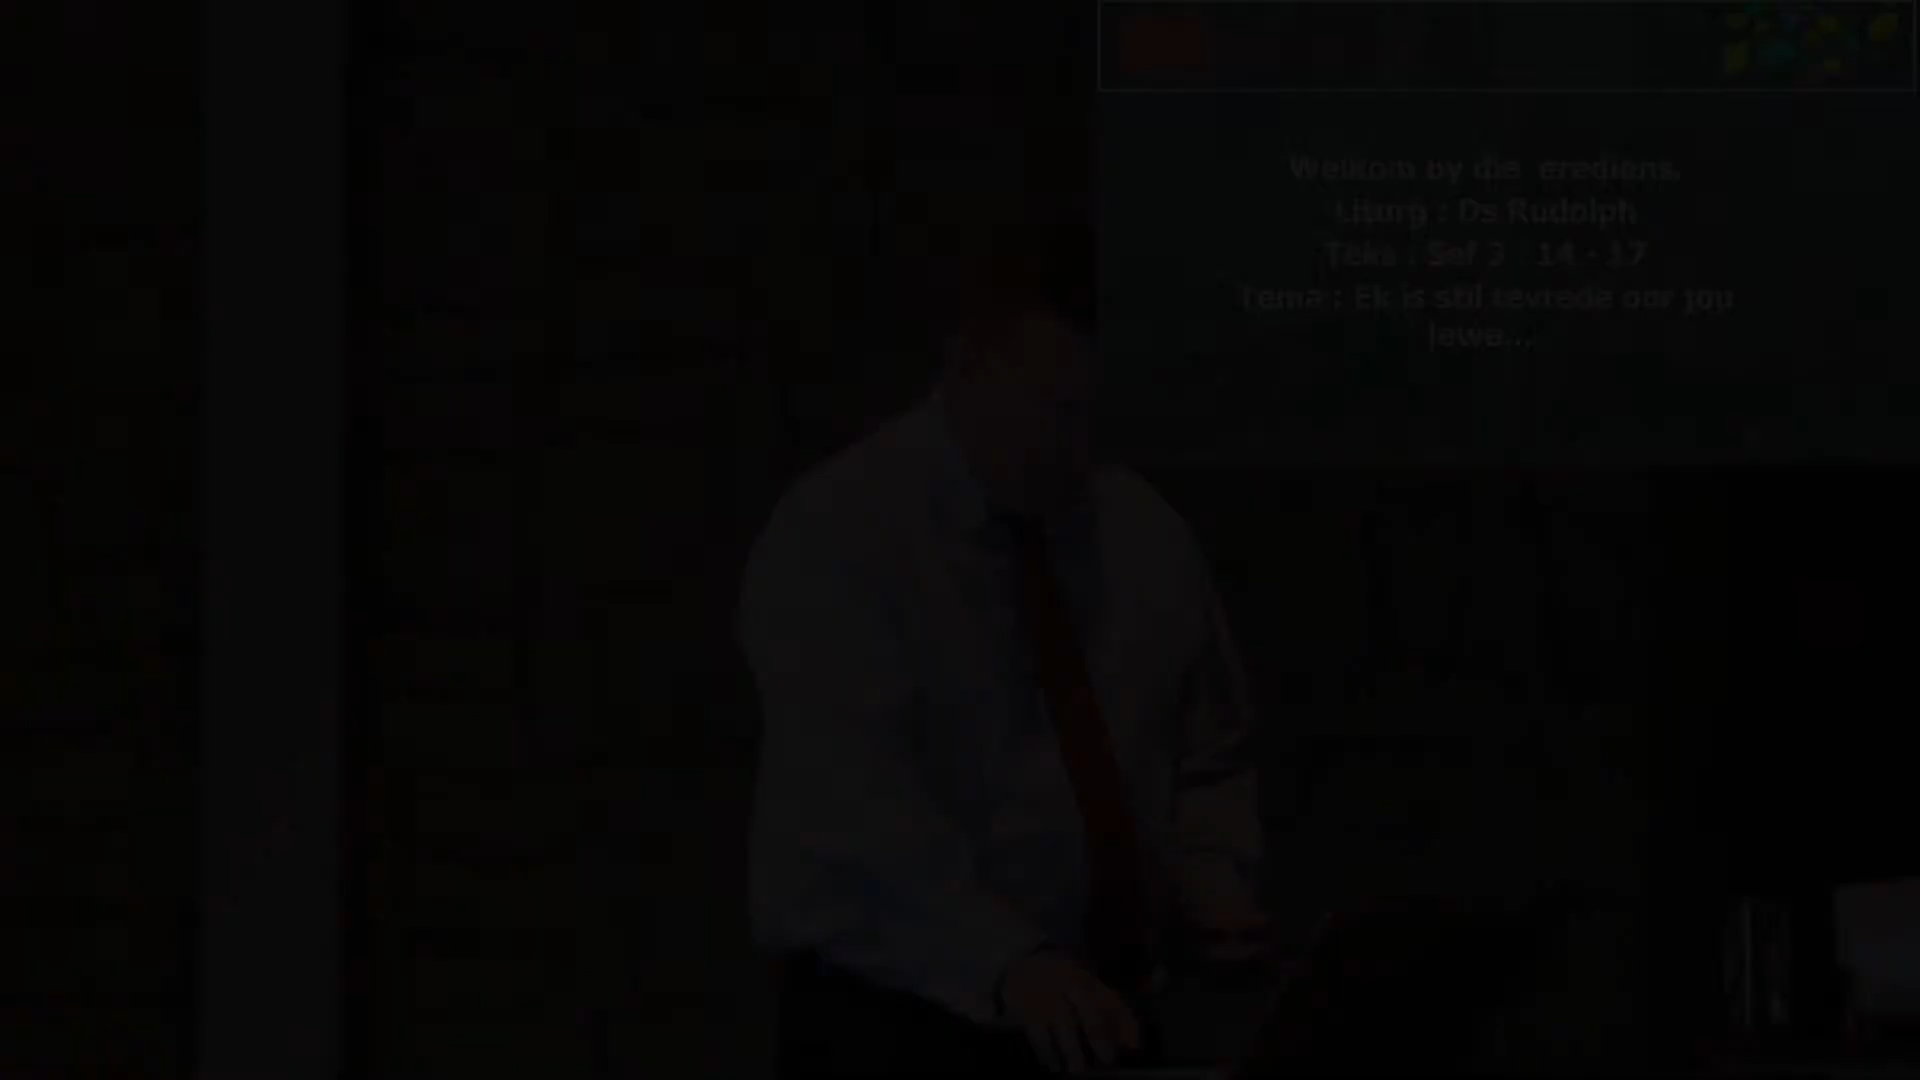 Welkom by die erediens.
Liturg : Ds Rudolph
Teks : Sef 3 : 14 - 17
Tema : Ek is stil tevrede oor jou
lewe...